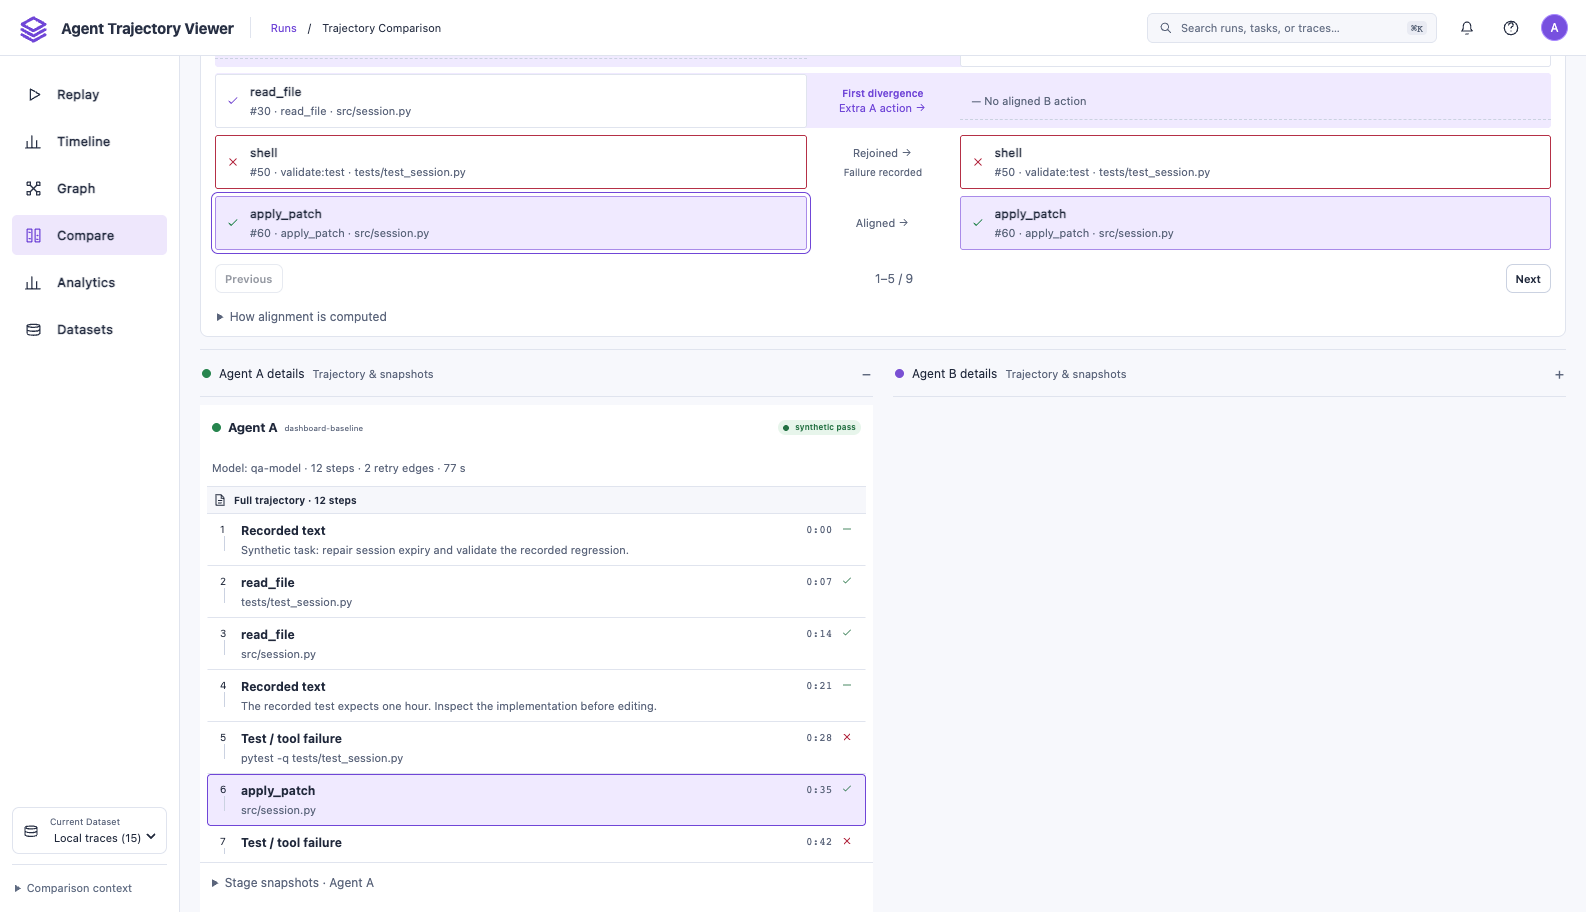 Agent Trajectory Viewer
Runs / Trajectory Comparison
Search runs, tasks, or traces...
⌘K
A
Replay
Timeline
Graph
Compare
Analytics
Datasets
Current Dataset
Local traces (15)
Comparison context
read_file
#30 · read_file · src/session.py
First divergence
Extra A action →
— No aligned B action
shell
#50 · validate:test · tests/test_session.py
Rejoined →
Failure recorded
shell
#50 · validate:test · tests/test_session.py
apply_patch
#60 · apply_patch · src/session.py
Aligned →
apply_patch
#60 · apply_patch · src/session.py
Previous
1–5 / 9
Next
How alignment is computed
Agent A details Trajectory & snapshots
Agent B details Trajectory & snapshots
Agent A dashboard-baseline
synthetic pass
Model: qa-model · 12 steps · 2 retry edges · 77 s
Full trajectory · 12 steps
1 Recorded text 0:00
Synthetic task: repair session expiry and validate the recorded regression.
2 read_file 0:07
tests/test_session.py
3 read_file 0:14
src/session.py
4 Recorded text 0:21
The recorded test expects one hour. Inspect the implementation before editing.
5 Test / tool failure 0:28
pytest -q tests/test_session.py
6 apply_patch 0:35
src/session.py
7 Test / tool failure 0:42
Stage snapshots · Agent A